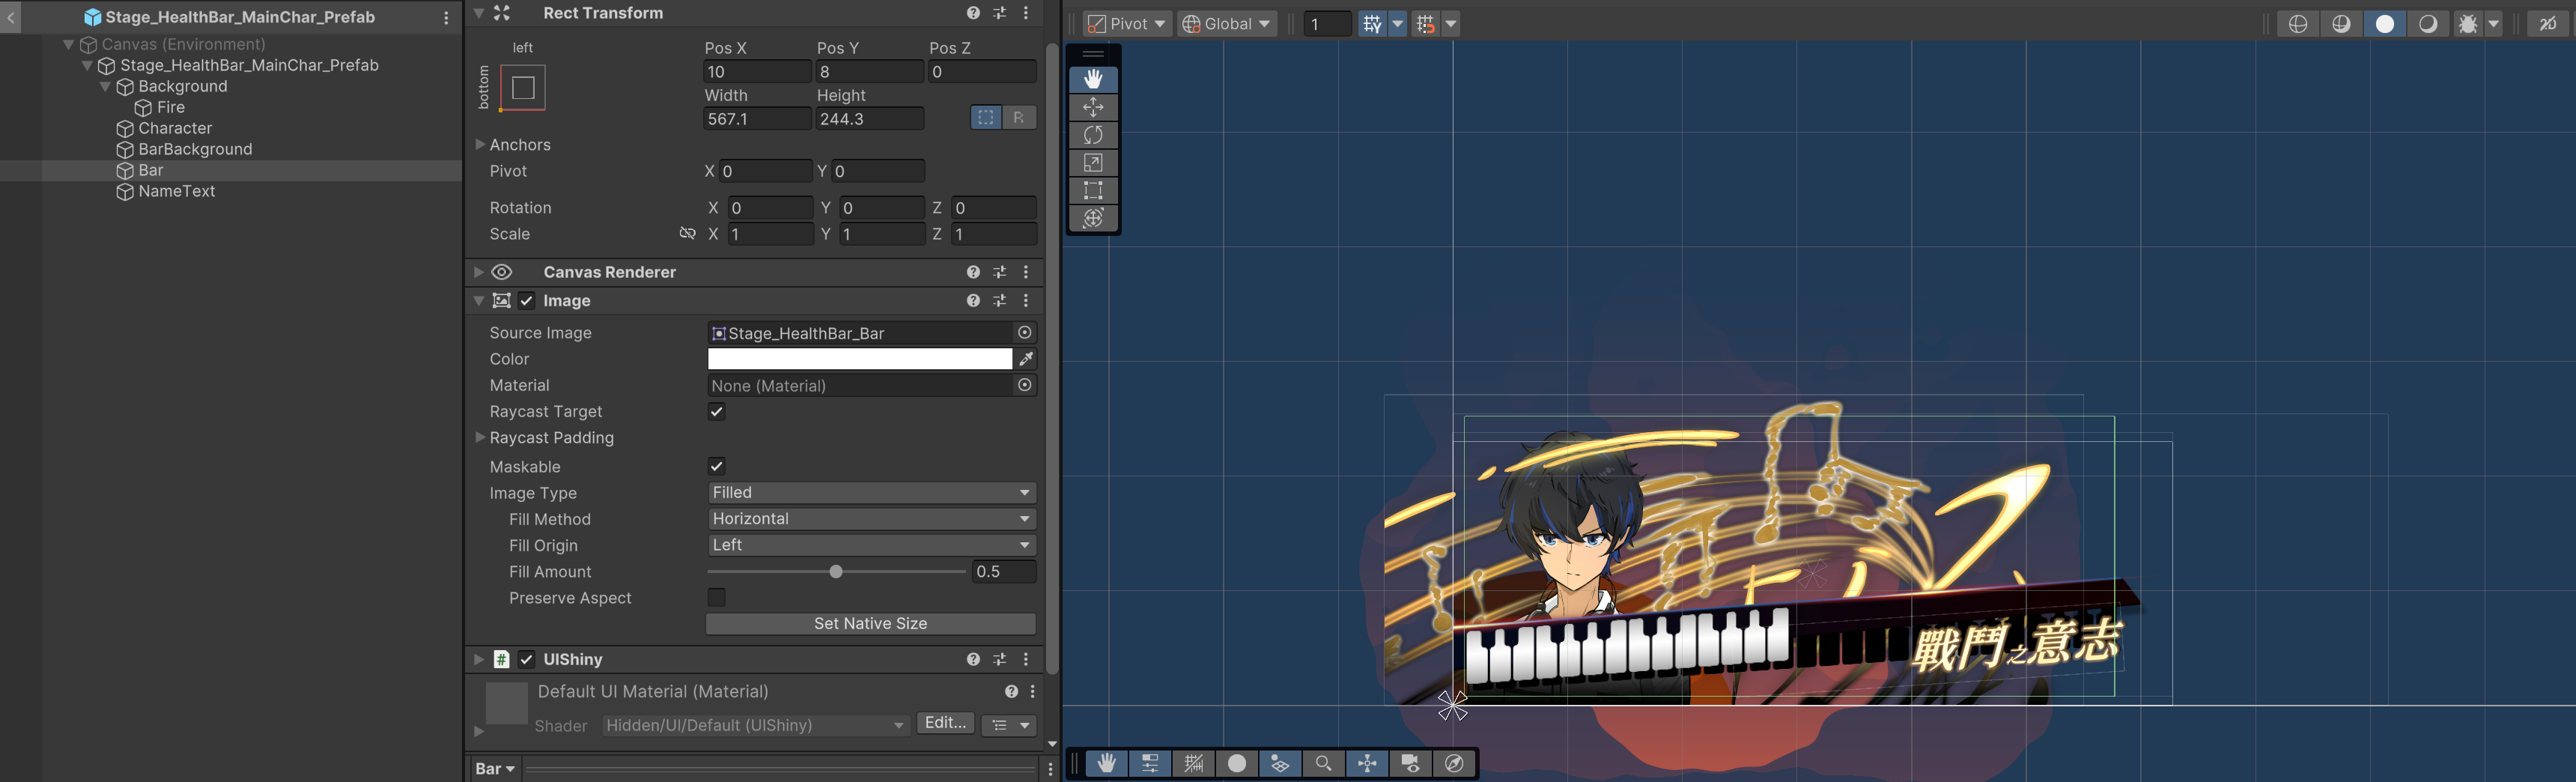 Stage_HealthBar_MainChar_Prefab
Canvas (Environment)
Stage_HealthBar_MainChar_Prefab
Background
Fire
Character
BarBackground
Bar
NameText
Rect Transform
left
bottom
Pos X Pos Y Pos Z
10 8 0
Width Height
567.1 244.3
R
Anchors
Pivot X 0 Y 0
Rotation X 0 Y 0 Z 0
Scale X 1 Y 1 Z 1
Canvas Renderer
Image
Source Image Stage_HealthBar_Bar
Color
Material None (Material)
Raycast Target
Raycast Padding
Maskable
Image Type Filled
Fill Method Horizontal
Fill Origin Left
Fill Amount 0.5
Preserve Aspect
Set Native Size
# UIShiny
Default UI Material (Material)
Shader Hidden/UI/Default (UIShiny) Edit...
Bar
Pivot Global 1
2D
戰鬥之意志